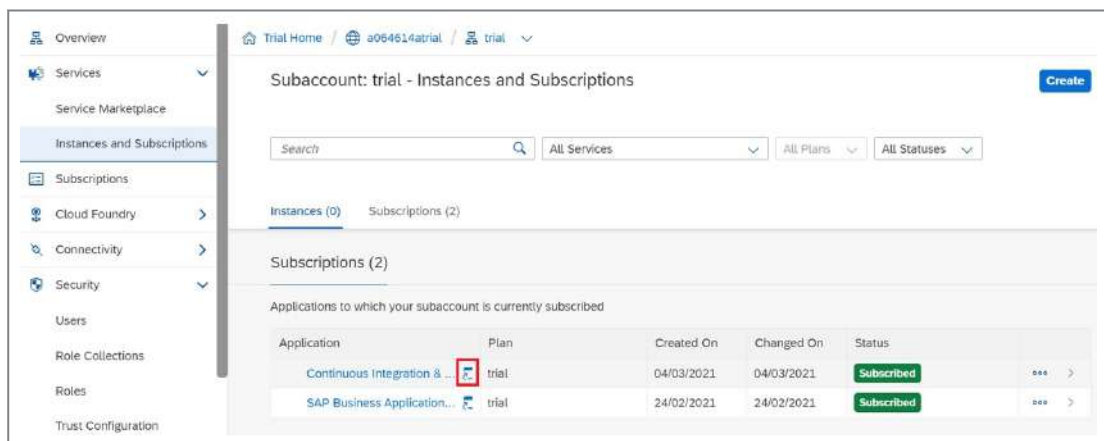 Overview
Services
Service Marketplace
Instances and Subscriptions
Subscriptions
Cloud Foundry
Connectivity
Security
Users
Role Collections
Roles
Trust Configuration
Trial Home / a064614atrial / trial
Subaccount: trial - Instances and Subscriptions
Create
Search All Services All Plans All Statuses
Instances (0) Subscriptions (2)
Subscriptions (2)
Applications to which your subaccount is currently subscribed
Application Plan Created On Changed On Status
Continuous Integration & ... trial 04/03/2021 04/03/2021 Subscribed
SAP Business Application... trial 24/02/2021 24/02/2021 Subscribed